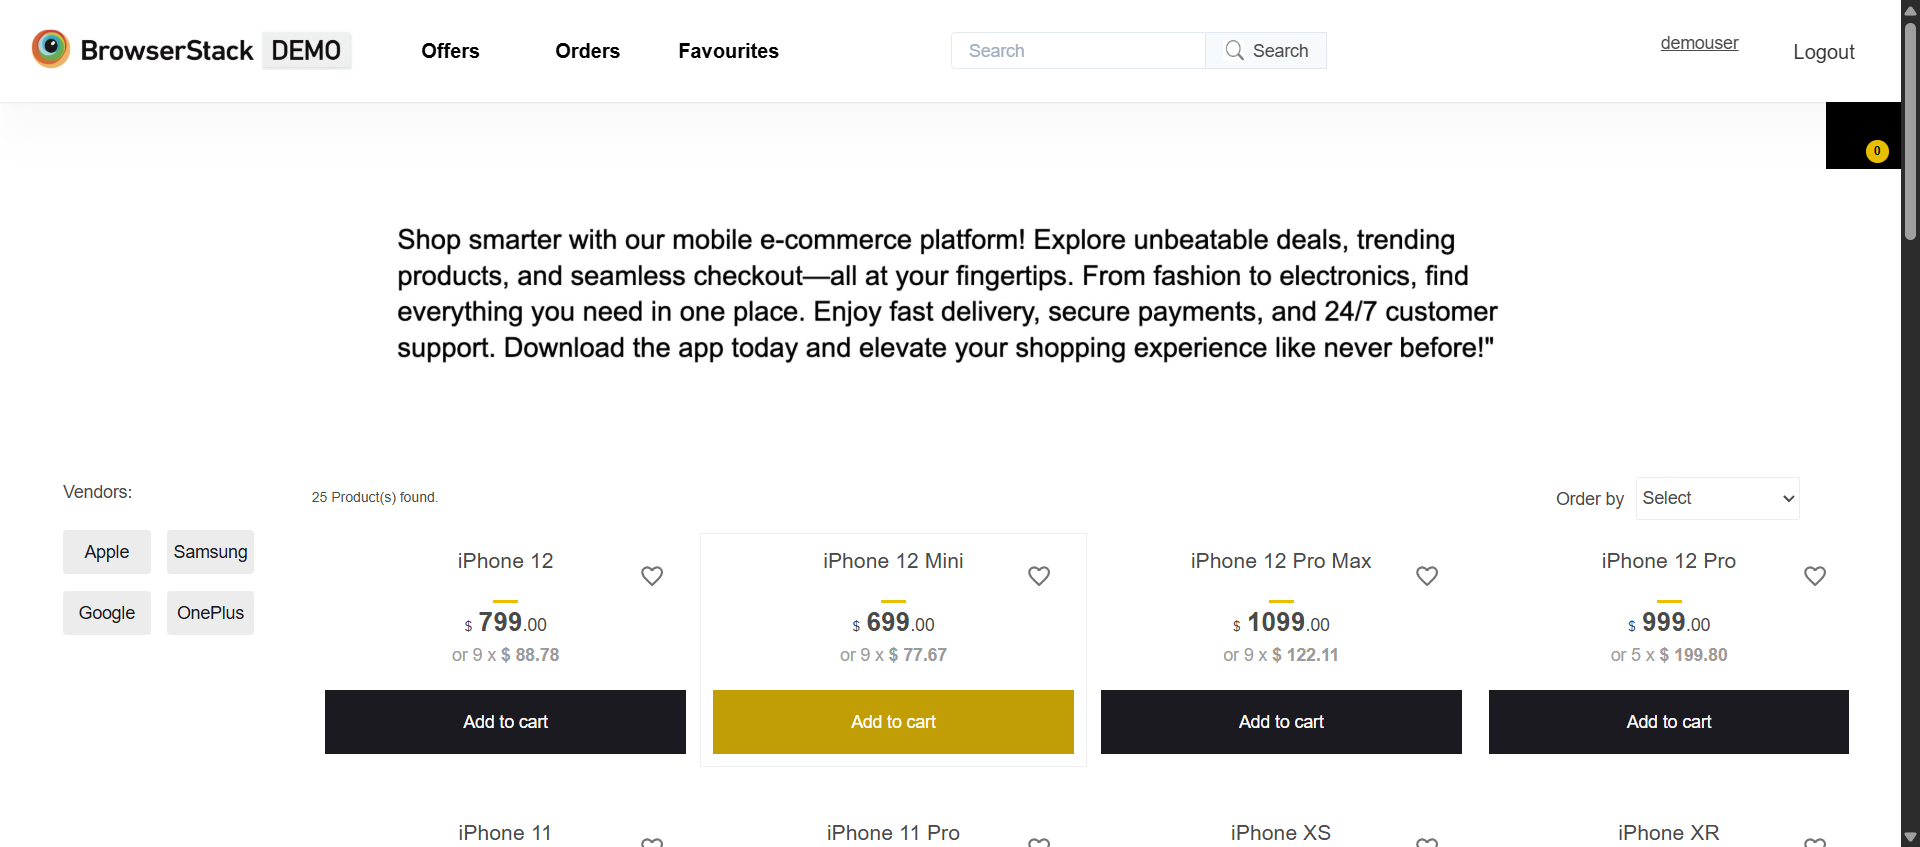 BrowserStack DEMO
Offers
Orders
Favourites
Search
Search
demouser
Logout
0
Shop smarter with our mobile e-commerce platform! Explore unbeatable deals, trending
products, and seamless checkout—all at your fingertips. From fashion to electronics, find
everything you need in one place. Enjoy fast delivery, secure payments, and 24/7 customer
support. Download the app today and elevate your shopping experience like never before!"
Vendors:
Apple
Samsung
Google
OnePlus
25 Product(s) found.
Order by
Select
iPhone 12
$ 799.00
or 9 x $ 88.78
Add to cart
iPhone 12 Mini
$ 699.00
or 9 x $ 77.67
Add to cart
iPhone 12 Pro Max
$ 1099.00
or 9 x $ 122.11
Add to cart
iPhone 12 Pro
$ 999.00
or 5 x $ 199.80
Add to cart
iPhone 11
iPhone 11 Pro
iPhone XS
iPhone XR